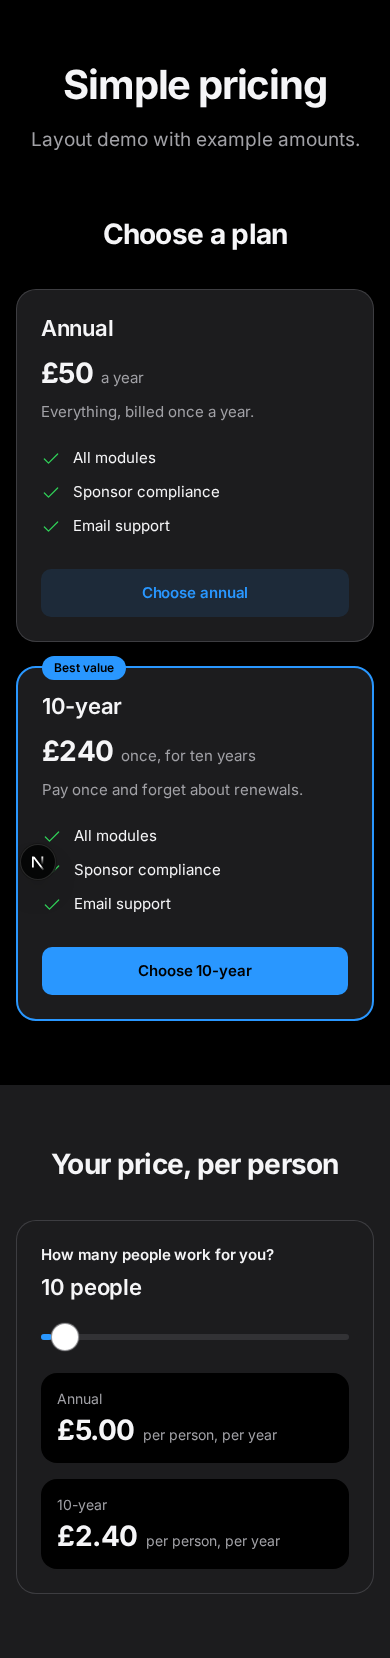 Simple pricing
Layout demo with example amounts.
Choose a plan
Annual
£50 a year
Everything, billed once a year.
All modules
Sponsor compliance
Email support
Choose annual
Best value
10-year
£240 once, for ten years
Pay once and forget about renewals.
All modules
N
Sponsor compliance
Email support
Choose 10-year
Your price, per person
How many people work for you?
10 people
Annual
£5.00 per person, per year
10-year
£2.40 per person, per year